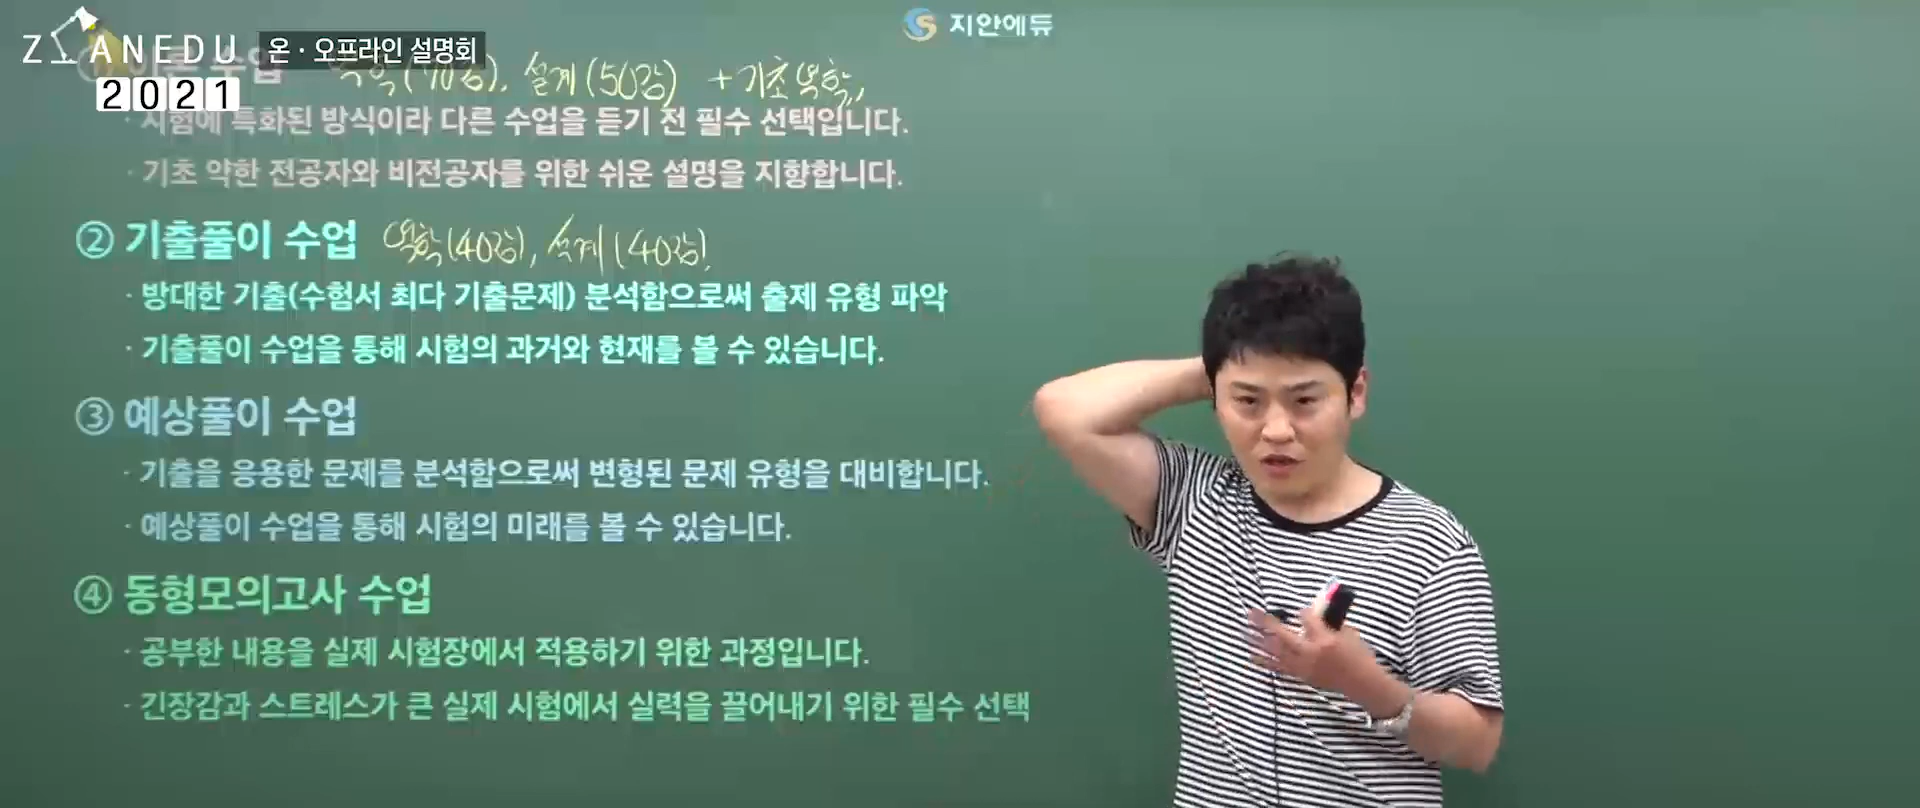 지안에듀
ZIANEDU 온·오프라인 설명회
2021
① 이론 수업 (70강), 설계(50강) +기초역학,,
· 시험에 특화된 방식이라 다른 수업을 듣기 전 필수 선택입니다.
· 기초 약한 전공자와 비전공자를 위한 쉬운 설명을 지향합니다.
② 기출풀이 수업 역학(40강), 설계(40강).
· 방대한 기출(수험서 최다 기출문제) 분석함으로써 출제 유형 파악
· 기출풀이 수업을 통해 시험의 과거와 현재를 볼 수 있습니다.
③ 예상풀이 수업
· 기출을 응용한 문제를 분석함으로써 변형된 문제 유형을 대비합니다.
· 예상풀이 수업을 통해 시험의 미래를 볼 수 있습니다.
④ 동형모의고사 수업
· 공부한 내용을 실제 시험장에서 적용하기 위한 과정입니다.
· 긴장감과 스트레스가 큰 실제 시험에서 실력을 끌어내기 위한 필수 선택